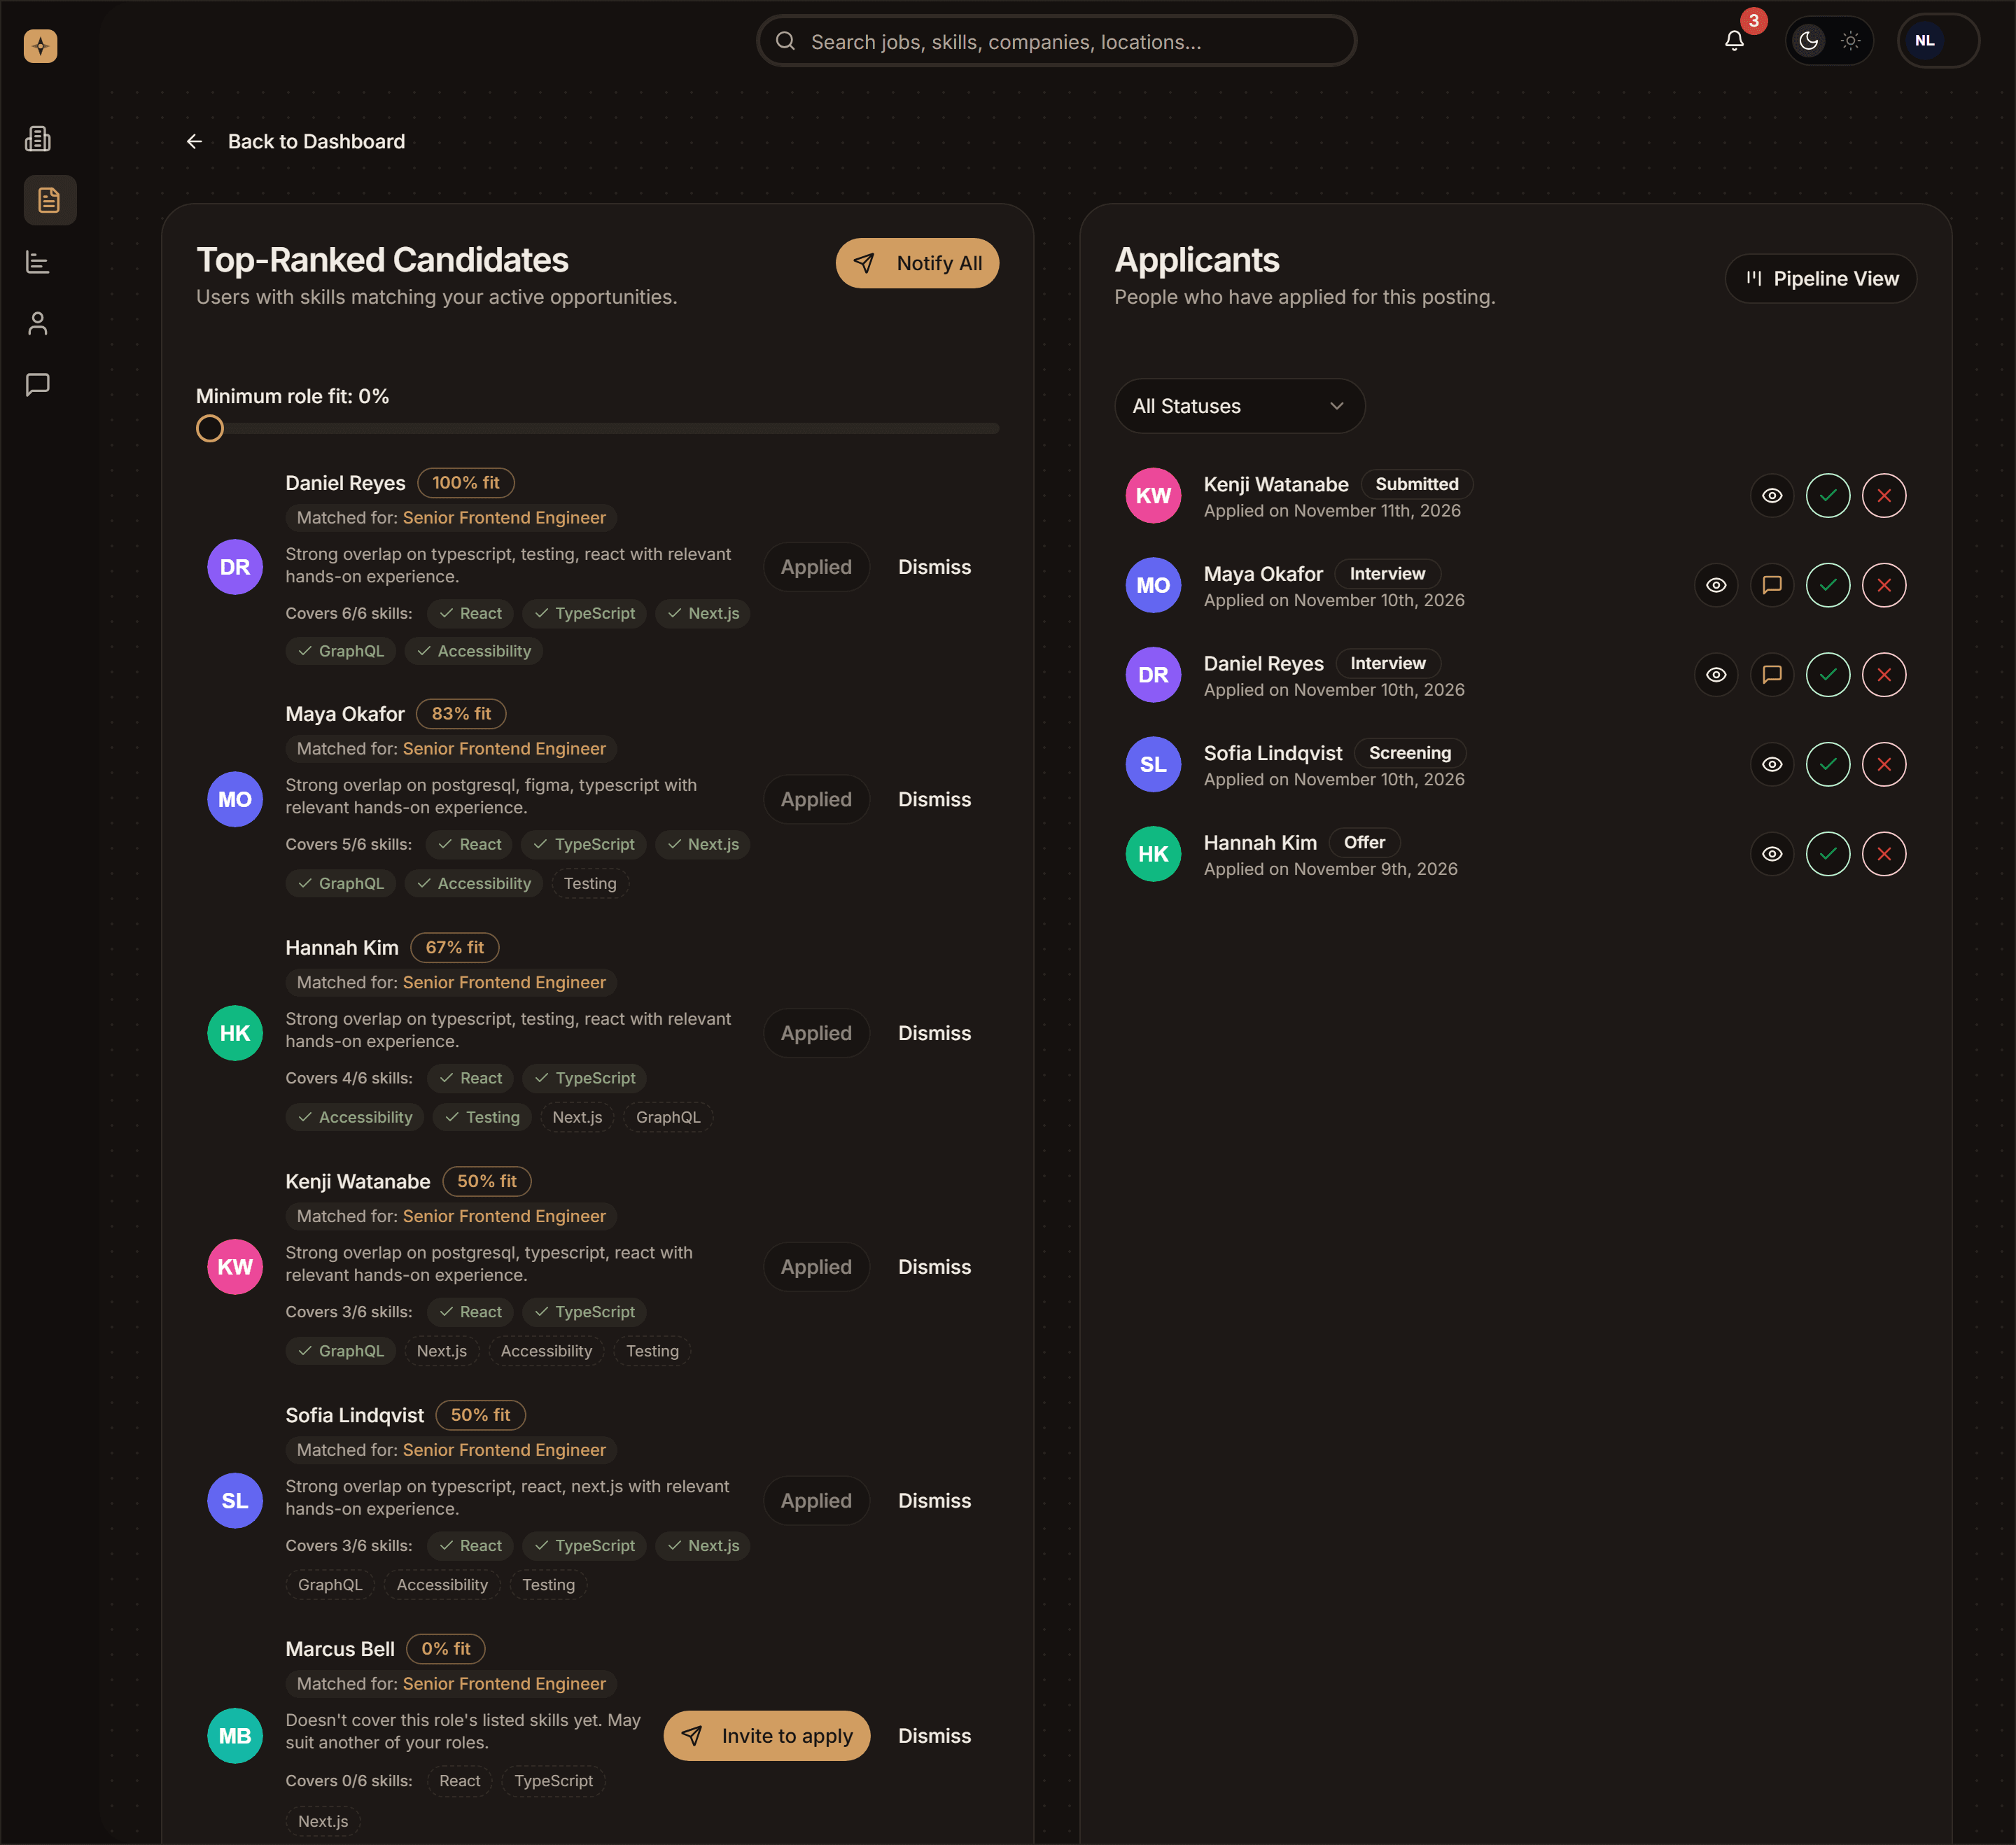 Search jobs, skills, companies, locations...
3
NL
Back to Dashboard
Top-Ranked Candidates
Notify All
Users with skills matching your active opportunities.
Minimum role fit: 0%
Daniel Reyes 100% fit
Matched for: Senior Frontend Engineer
DR
Strong overlap on typescript, testing, react with relevant
hands-on experience.
Applied
Dismiss
Covers 6/6 skills: React TypeScript Next.js
GraphQL Accessibility
Maya Okafor 83% fit
Matched for: Senior Frontend Engineer
MO
Strong overlap on postgresql, figma, typescript with
relevant hands-on experience.
Applied
Dismiss
Covers 5/6 skills: React TypeScript Next.js
GraphQL Accessibility Testing
Hannah Kim 67% fit
Matched for: Senior Frontend Engineer
HK
Strong overlap on typescript, testing, react with relevant
hands-on experience.
Applied
Dismiss
Covers 4/6 skills: React TypeScript
Accessibility Testing Next.js GraphQL
Kenji Watanabe 50% fit
Matched for: Senior Frontend Engineer
KW
Strong overlap on postgresql, typescript, react with
relevant hands-on experience.
Applied
Dismiss
Covers 3/6 skills: React TypeScript
GraphQL Next.js Accessibility Testing
Sofia Lindqvist 50% fit
Matched for: Senior Frontend Engineer
SL
Strong overlap on typescript, react, next.js with relevant
hands-on experience.
Applied
Dismiss
Covers 3/6 skills: React TypeScript Next.js
GraphQL Accessibility Testing
Marcus Bell 0% fit
Matched for: Senior Frontend Engineer
MB
Doesn't cover this role's listed skills yet. May
suit another of your roles.
Invite to apply
Dismiss
Covers 0/6 skills: React TypeScript
Next.js
Applicants
People who have applied for this posting.
Pipeline View
All Statuses
KW
Kenji Watanabe Submitted
Applied on November 11th, 2026
MO
Maya Okafor Interview
Applied on November 10th, 2026
DR
Daniel Reyes Interview
Applied on November 10th, 2026
SL
Sofia Lindqvist Screening
Applied on November 10th, 2026
HK
Hannah Kim Offer
Applied on November 9th, 2026